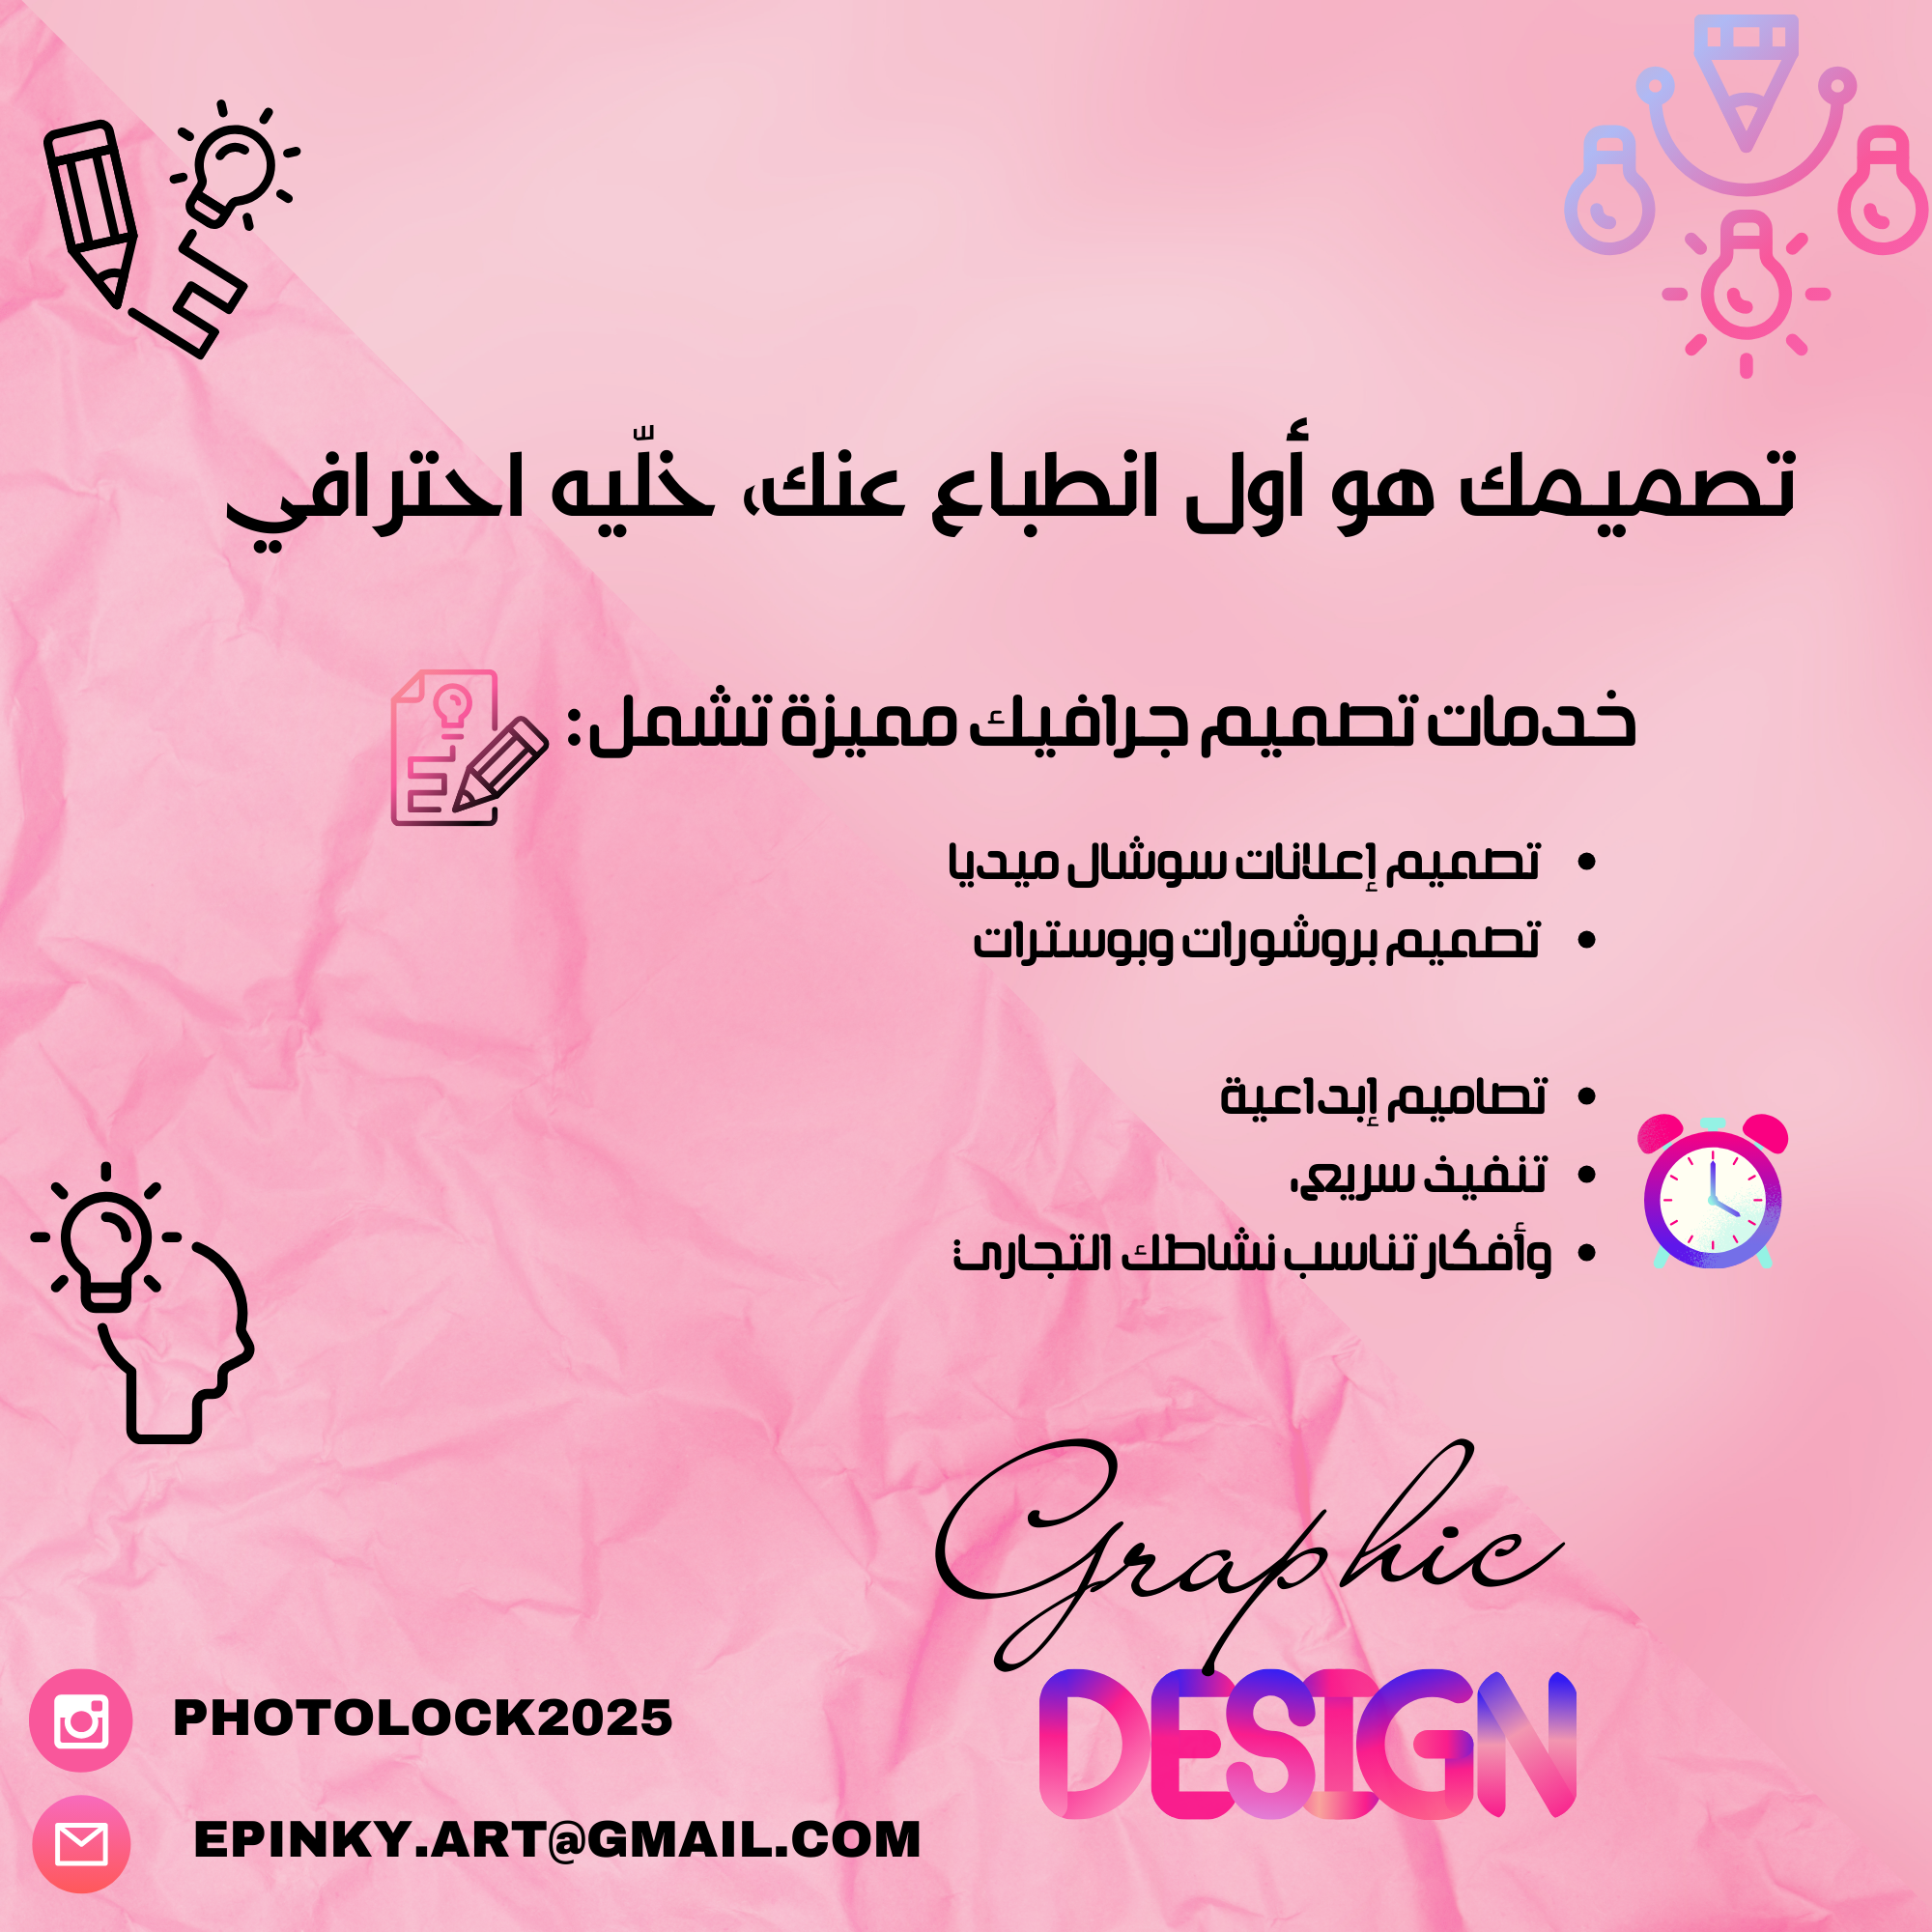 تصميمك هو أول انطباع عنك، خلّيه احترافي
خدمات تصميم جرافيك مميزة تشمل:
• تصميم إعلانات سوشال ميديا
• تصميم بروشورات وبوسترات
• تصاميم إبداعية
• تنفيذ سريع،
• وأفكار تناسب نشاطك التجاري
Graphic
DESIGN
PHOTOLOCK2025
EPINKY.ART@GMAIL.COM